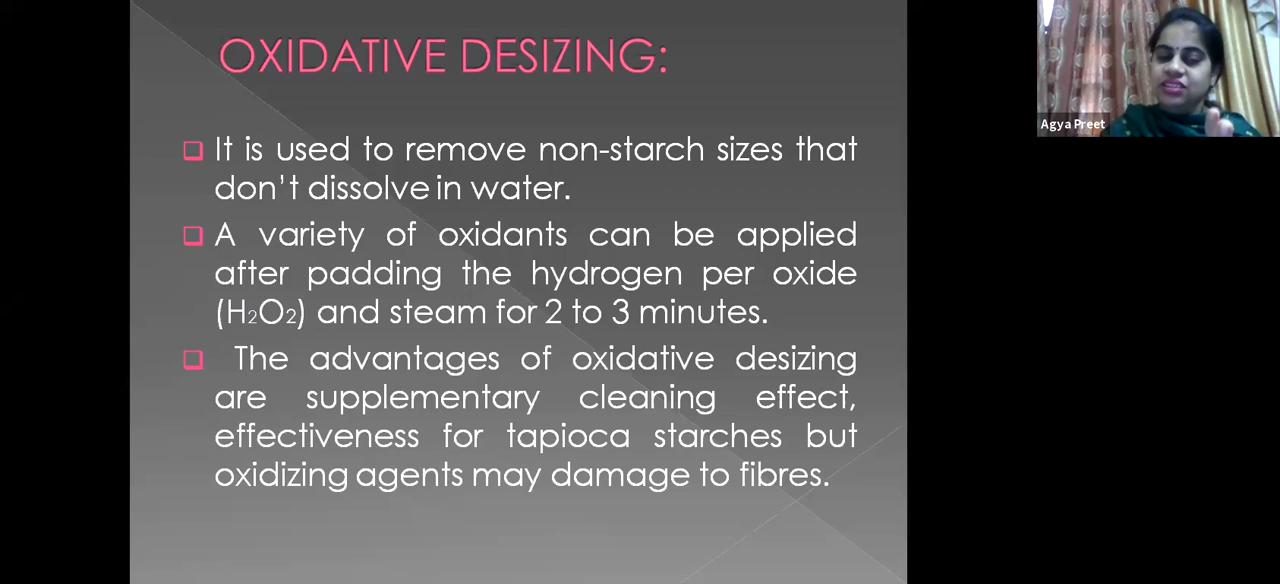 OXIDATIVE DESIZING:
It is used to remove non-starch sizes that
don't dissolve in water.
A variety of oxidants can be applied
after padding the hydrogen per oxide
(H₂O₂) and steam for 2 to 3 minutes.
The advantages of oxidative desizing
are supplementary cleaning effect,
effectiveness for tapioca starches but
oxidizing agents may damage to fibres.
Agya Preet